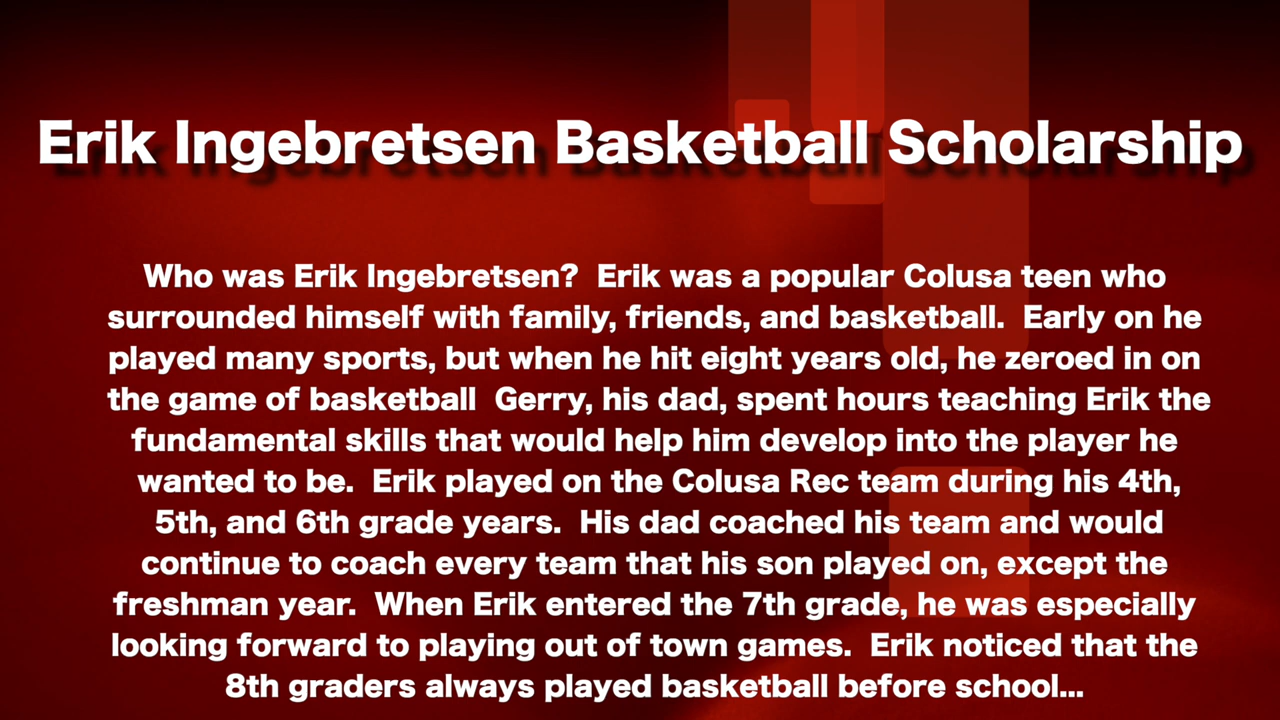 Erik Ingebretsen Basketball Scholarship
Who was Erik Ingebretsen?  Erik was a popular Colusa teen who
surrounded himself with family, friends, and basketball.  Early on he
played many sports, but when he hit eight years old, he zeroed in on
the game of basketball  Gerry, his dad, spent hours teaching Erik the
fundamental skills that would help him develop into the player he
wanted to be.  Erik played on the Colusa Rec team during his 4th,
5th, and 6th grade years.  His dad coached his team and would
continue to coach every team that his son played on, except the
freshman year.  When Erik entered the 7th grade, he was especially
looking forward to playing out of town games.  Erik noticed that the
8th graders always played basketball before school...